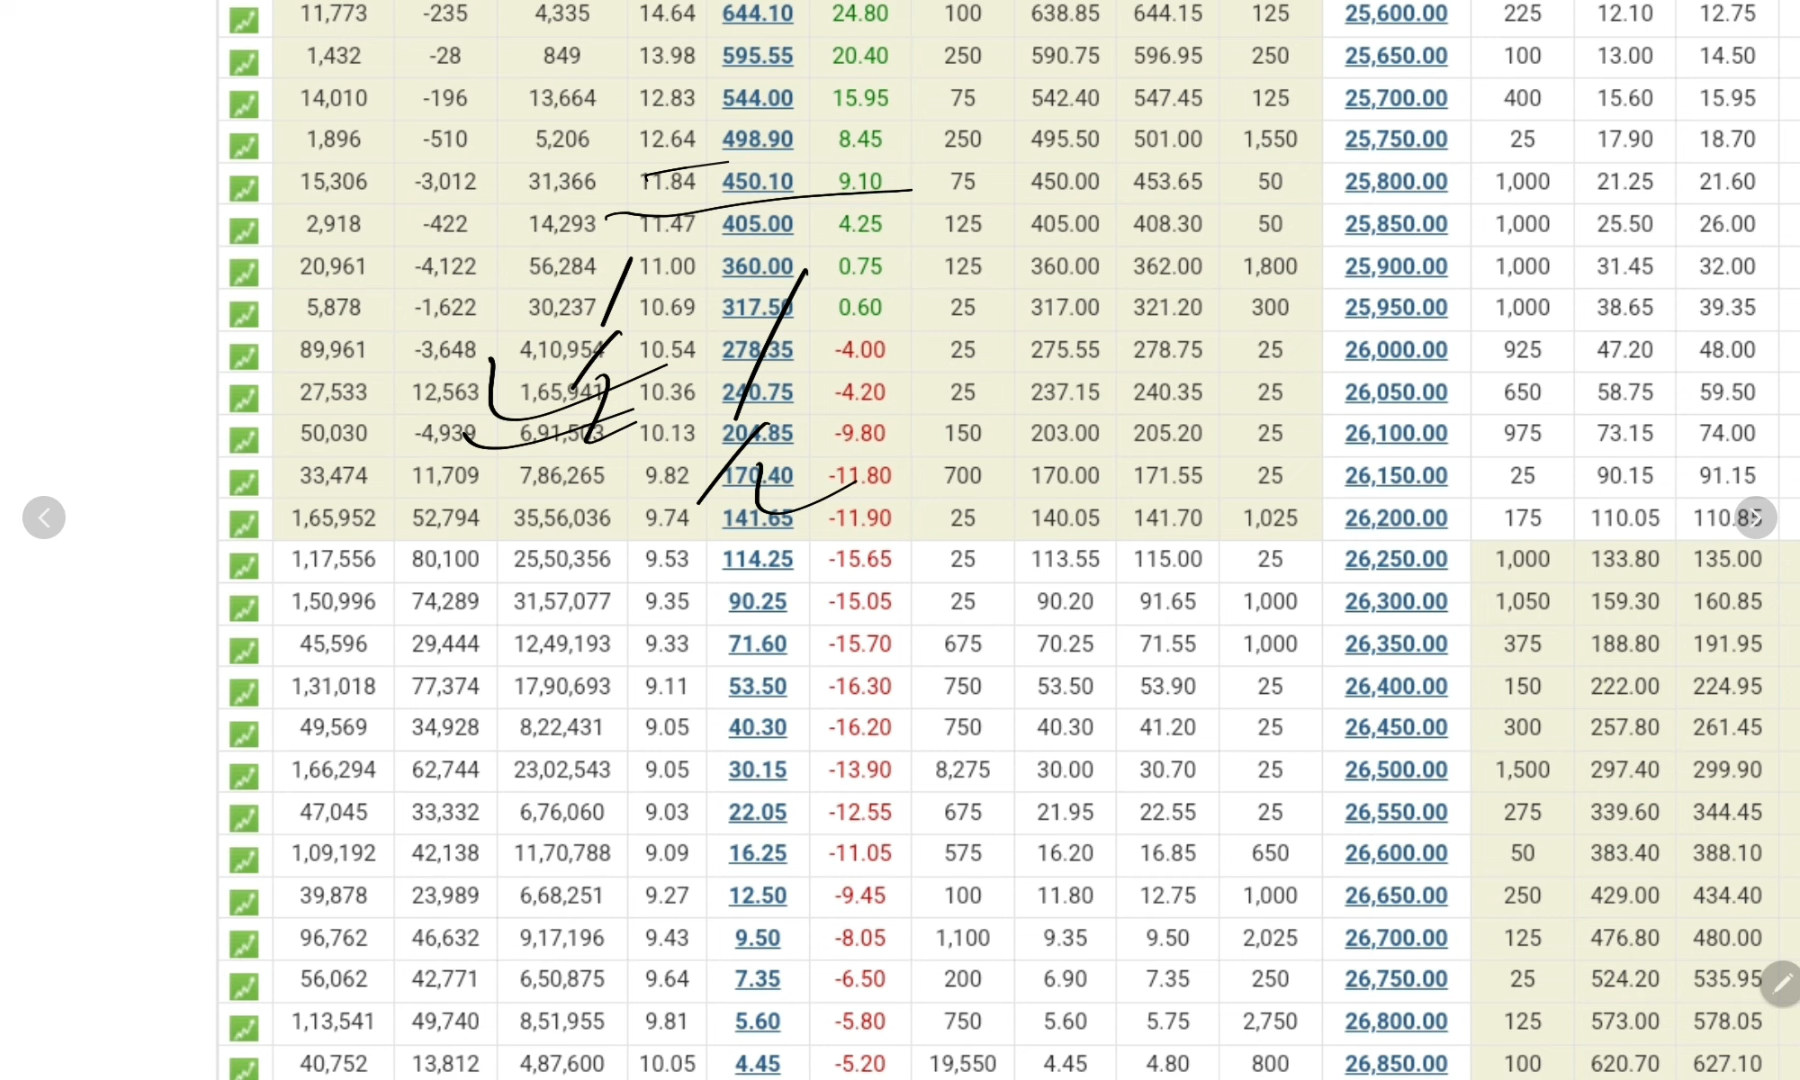 11,773 -235 4,335 14.64 644.10 24.80 100 638.85 644.15 125 25,600.00 225 12.10 12.75
1,432 -28 849 13.98 595.55 20.40 250 590.75 596.95 250 25,650.00 100 13.00 14.50
14,010 -196 13,664 12.83 544.00 15.95 75 542.40 547.45 125 25,700.00 400 15.60 15.95
1,896 -510 5,206 12.64 498.90 8.45 250 495.50 501.00 1,550 25,750.00 25 17.90 18.70
15,306 -3,012 31,366 11.84 450.10 9.10 75 450.00 453.65 50 25,800.00 1,000 21.25 21.60
2,918 -422 14,293 11.47 405.00 4.25 125 405.00 408.30 50 25,850.00 1,000 25.50 26.00
20,961 -4,122 56,284 11.00 360.00 0.75 125 360.00 362.00 1,800 25,900.00 1,000 31.45 32.00
5,878 -1,622 30,237 10.69 317.50 0.60 25 317.00 321.20 300 25,950.00 1,000 38.65 39.35
89,961 -3,648 4,10,954 10.54 278.35 -4.00 25 275.55 278.75 25 26,000.00 925 47.20 48.00
27,533 12,563 1,65,941 10.36 240.75 -4.20 25 237.15 240.35 25 26,050.00 650 58.75 59.50
50,030 -4,939 6,91,503 10.13 204.85 -9.80 150 203.00 205.20 25 26,100.00 975 73.15 74.00
33,474 11,709 7,86,265 9.82 170.40 -11.80 700 170.00 171.55 25 26,150.00 25 90.15 91.15
1,65,952 52,794 35,56,036 9.74 141.65 -11.90 25 140.05 141.70 1,025 26,200.00 175 110.05 110.85
1,17,556 80,100 25,50,356 9.53 114.25 -15.65 25 113.55 115.00 25 26,250.00 1,000 133.80 135.00
1,50,996 74,289 31,57,077 9.35 90.25 -15.05 25 90.20 91.65 1,000 26,300.00 1,050 159.30 160.85
45,596 29,444 12,49,193 9.33 71.60 -15.70 675 70.25 71.55 1,000 26,350.00 375 188.80 191.95
1,31,018 77,374 17,90,693 9.11 53.50 -16.30 750 53.50 53.90 25 26,400.00 150 222.00 224.95
49,569 34,928 8,22,431 9.05 40.30 -16.20 750 40.30 41.20 25 26,450.00 300 257.80 261.45
1,66,294 62,744 23,02,543 9.05 30.15 -13.90 8,275 30.00 30.70 25 26,500.00 1,500 297.40 299.90
47,045 33,332 6,76,060 9.03 22.05 -12.55 675 21.95 22.55 25 26,550.00 275 339.60 344.45
1,09,192 42,138 11,70,788 9.09 16.25 -11.05 575 16.20 16.85 650 26,600.00 50 383.40 388.10
39,878 23,989 6,68,251 9.27 12.50 -9.45 100 11.80 12.75 1,000 26,650.00 250 429.00 434.40
96,762 46,632 9,17,196 9.43 9.50 -8.05 1,100 9.35 9.50 2,025 26,700.00 125 476.80 480.00
56,062 42,771 6,50,875 9.64 7.35 -6.50 200 6.90 7.35 250 26,750.00 25 524.20 535.95
1,13,541 49,740 8,51,955 9.81 5.60 -5.80 750 5.60 5.75 2,750 26,800.00 125 573.00 578.05
40,752 13,812 4,87,600 10.05 4.45 -5.20 19,550 4.45 4.80 800 26,850.00 100 620.70 627.10